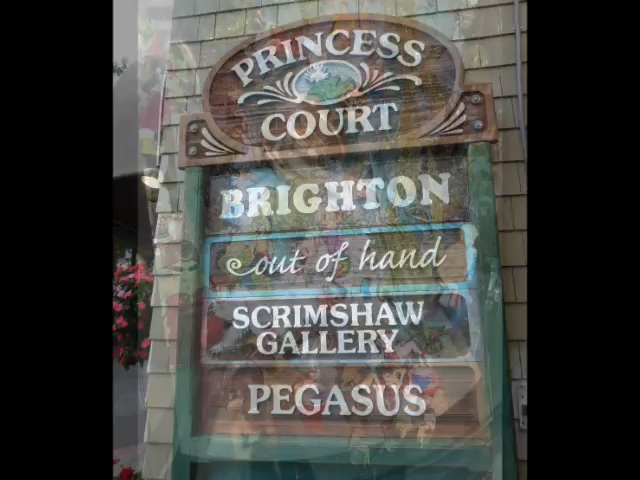 PRINCESS
COURT
BRIGHTON
out of hand
SCRIMSHAW
GALLERY
PEGASUS